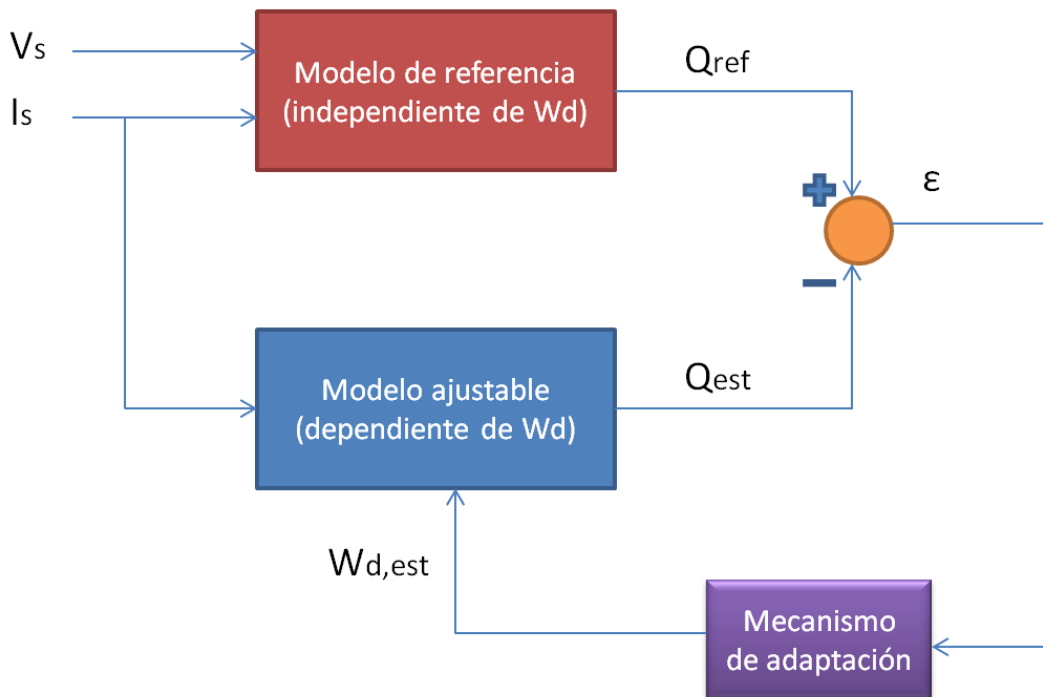 Vs
Is
Modelo de referencia
(independiente de Wd)
Qref
+
ε
−
Modelo ajustable
(dependiente de Wd)
Qest
Wd,est
Mecanismo
de adaptación